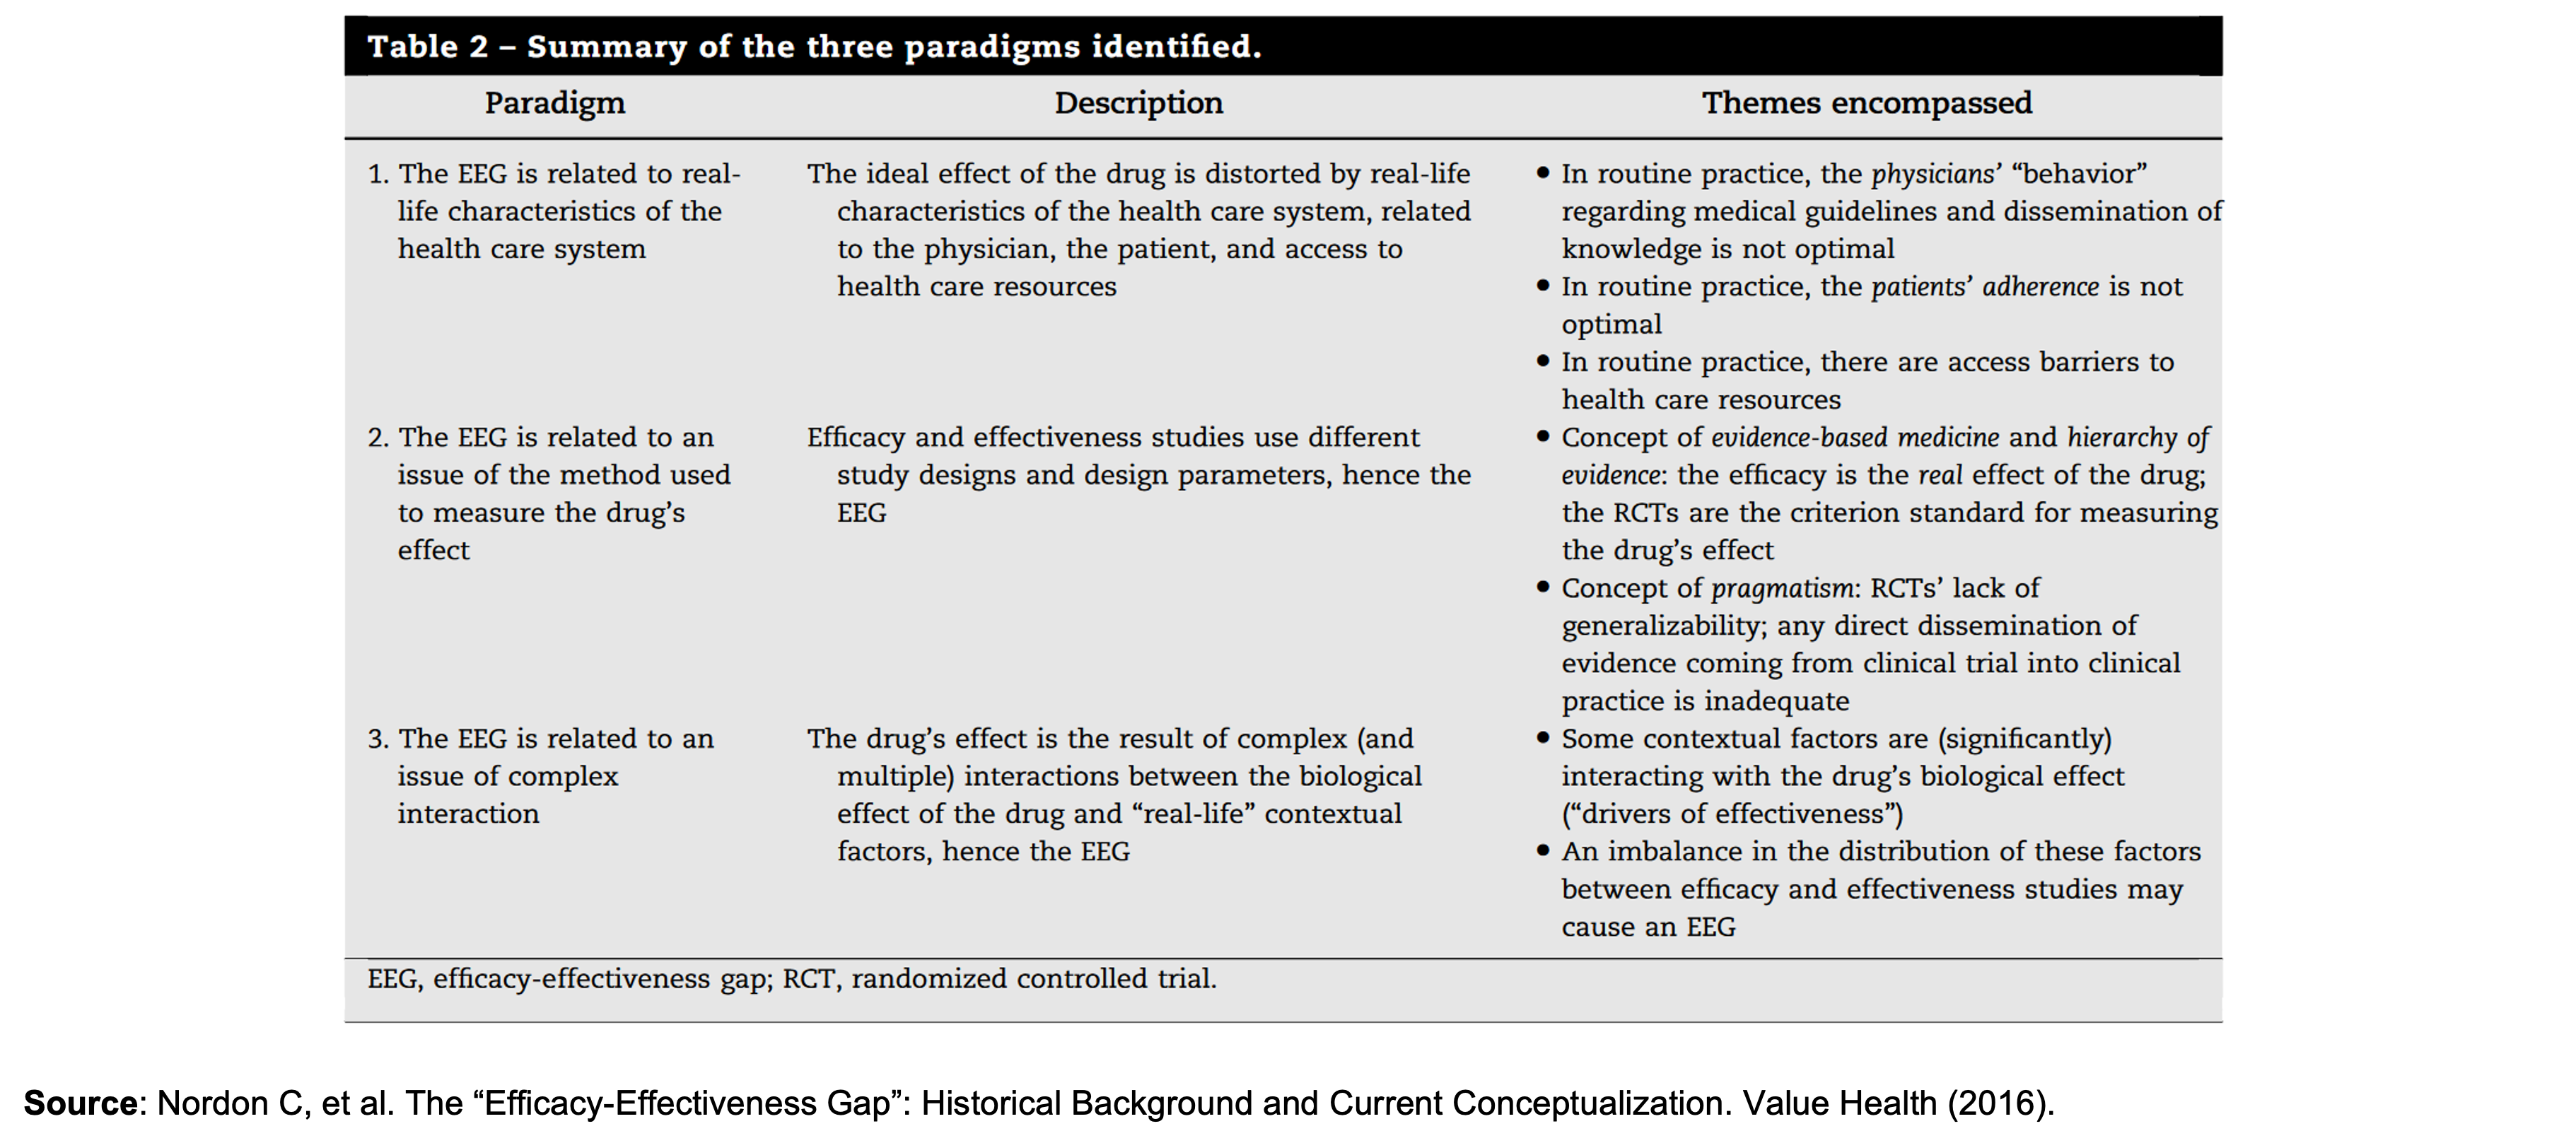 Table 2 – Summary of the three paradigms identified.
Paradigm
Description
Themes encompassed
1. The EEG is related to real-
life characteristics of the
health care system
The ideal effect of the drug is distorted by real-life
characteristics of the health care system, related
to the physician, the patient, and access to
health care resources
• In routine practice, the physicians’ “behavior”
regarding medical guidelines and dissemination of
knowledge is not optimal
• In routine practice, the patients’ adherence is not
optimal
• In routine practice, there are access barriers to
health care resources
2. The EEG is related to an
issue of the method used
to measure the drug’s
effect
Efficacy and effectiveness studies use different
study designs and design parameters, hence the
EEG
• Concept of evidence-based medicine and hierarchy of
evidence: the efficacy is the real effect of the drug;
the RCTs are the criterion standard for measuring
the drug’s effect
• Concept of pragmatism: RCTs’ lack of
generalizability; any direct dissemination of
evidence coming from clinical trial into clinical
practice is inadequate
3. The EEG is related to an
issue of complex
interaction
The drug’s effect is the result of complex (and
multiple) interactions between the biological
effect of the drug and “real-life” contextual
factors, hence the EEG
• Some contextual factors are (significantly)
interacting with the drug’s biological effect
(“drivers of effectiveness”)
• An imbalance in the distribution of these factors
between efficacy and effectiveness studies may
cause an EEG
EEG, efficacy-effectiveness gap; RCT, randomized controlled trial.
Source: Nordon C, et al. The “Efficacy-Effectiveness Gap”: Historical Background and Current Conceptualization. Value Health (2016).